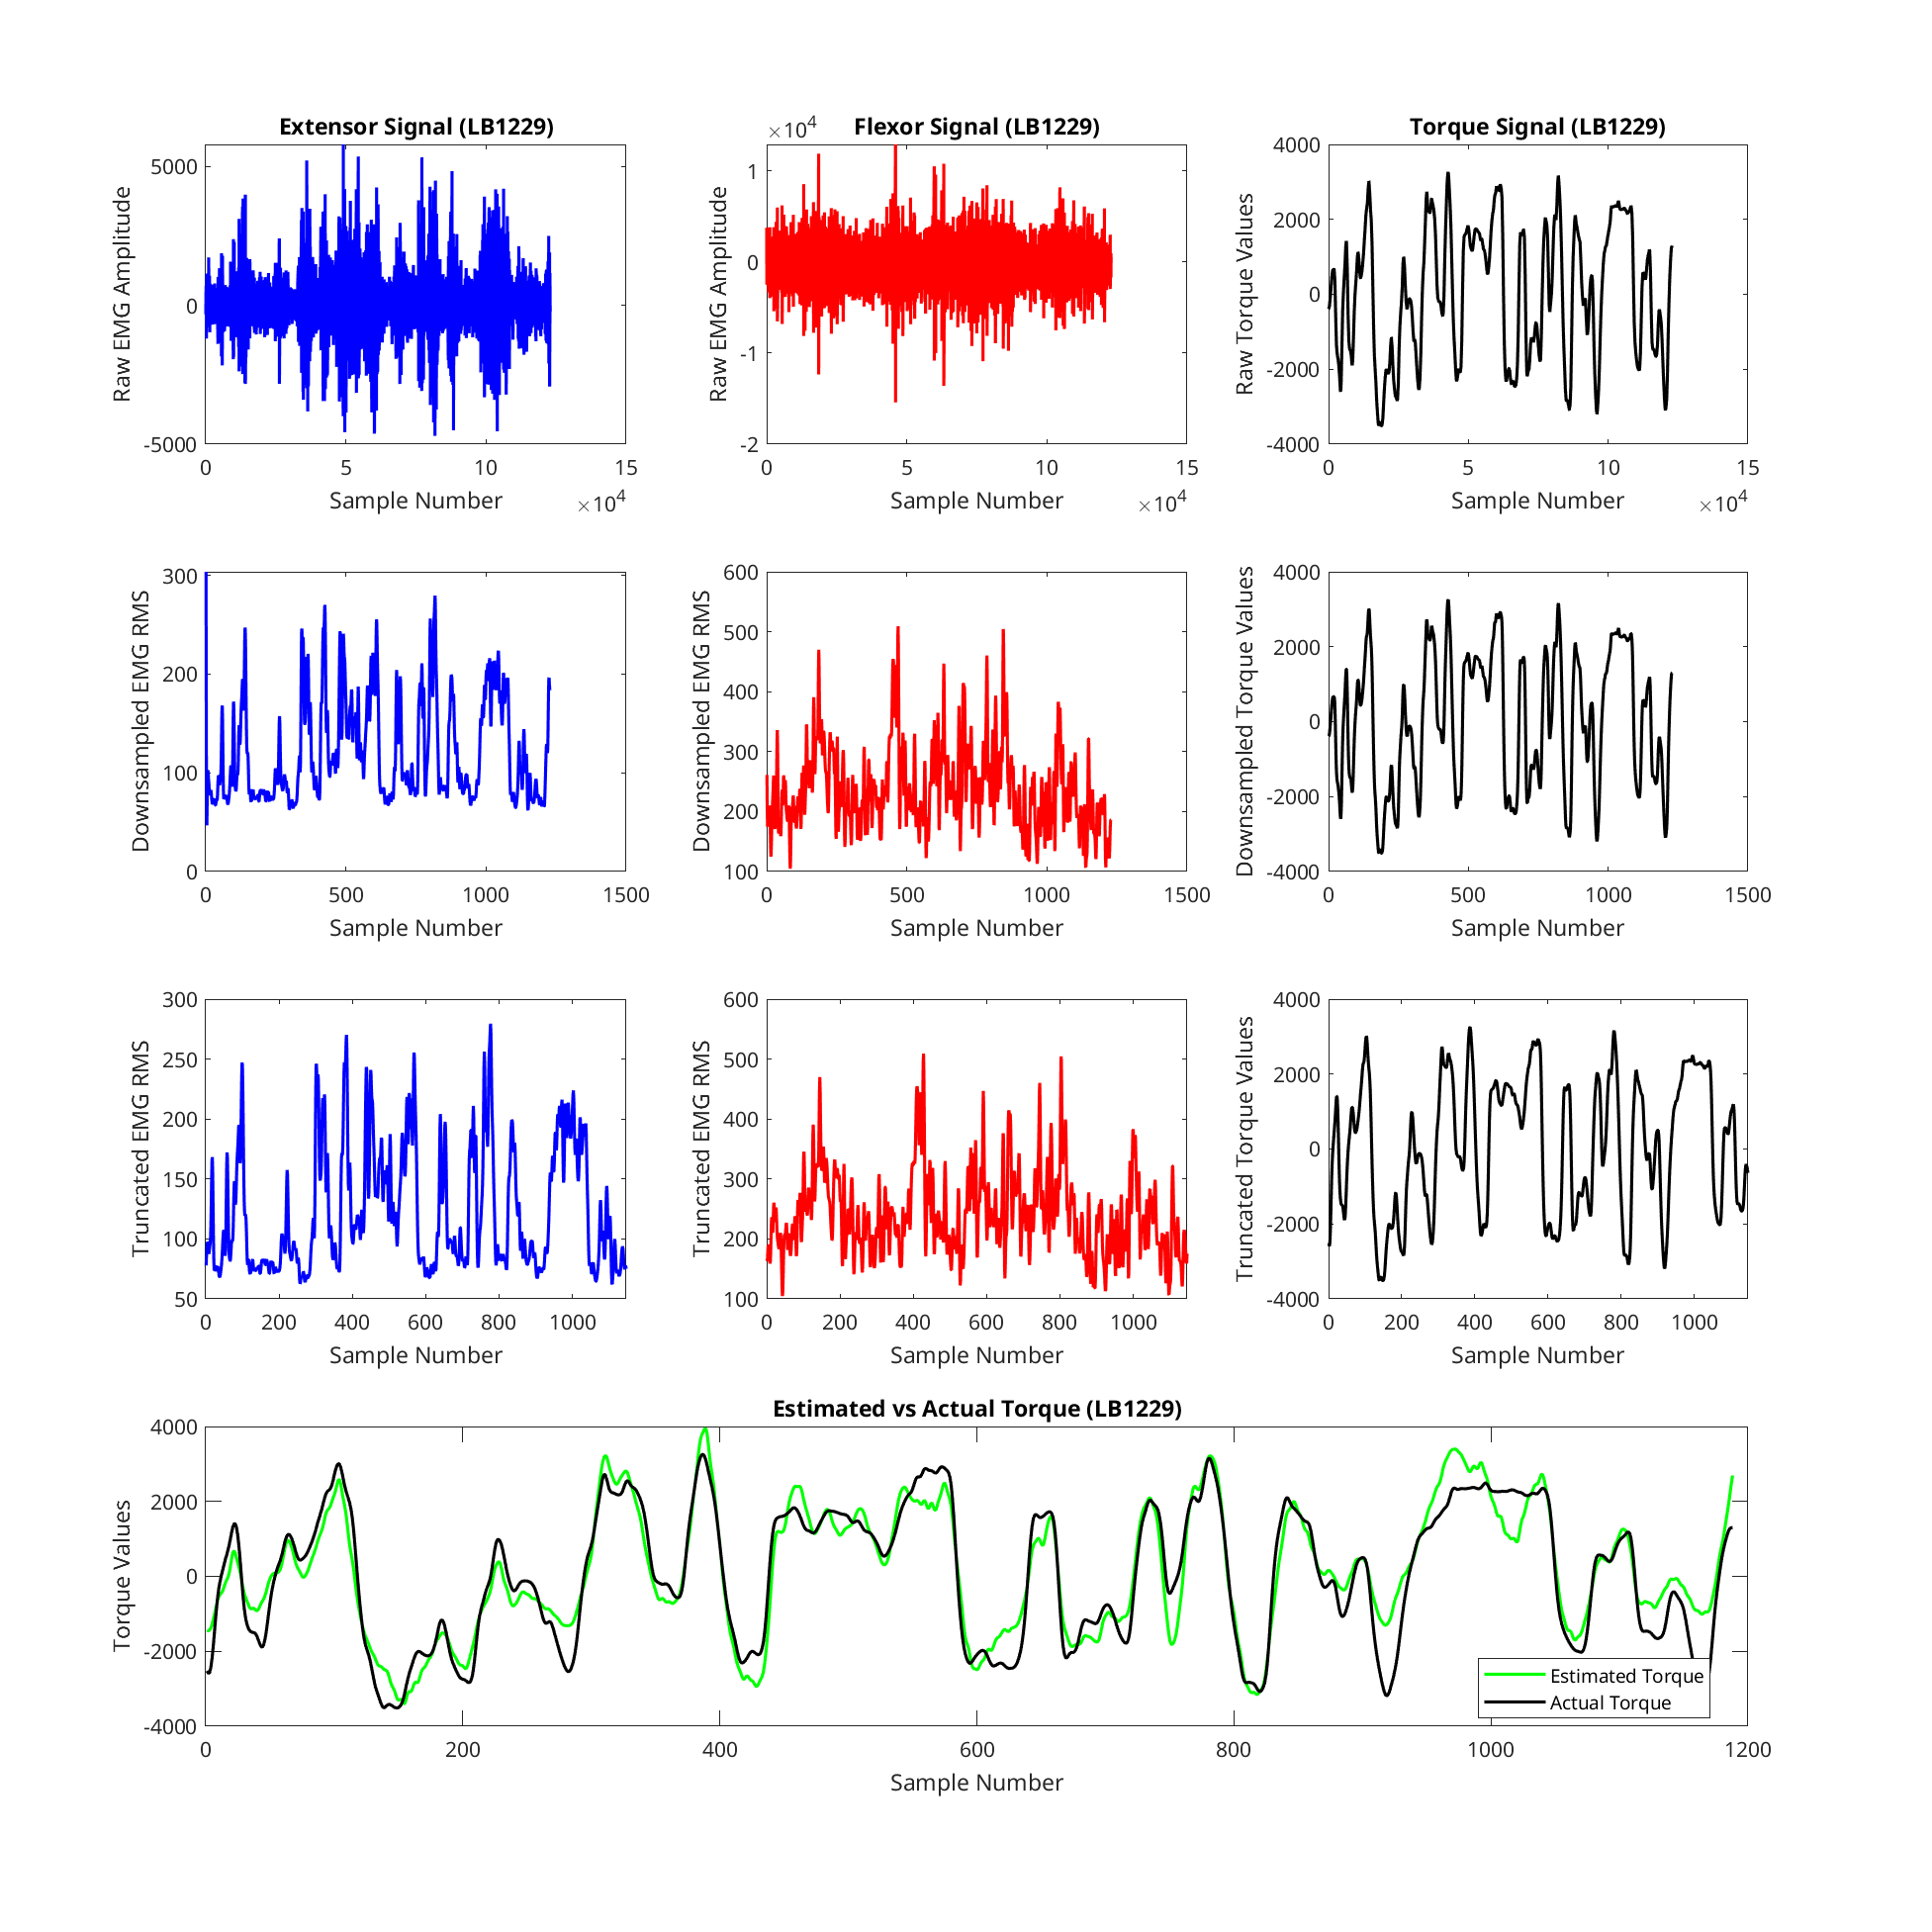 Extensor Signal (LB1229)
Raw EMG Amplitude
5000
0
-5000
0 5 10 15
×10⁴
Sample Number
Flexor Signal (LB1229)
×10⁴
Raw EMG Amplitude
1
0
-1
-2
0 5 10 15
×10⁴
Sample Number
Torque Signal (LB1229)
Raw Torque Values
4000
2000
0
-2000
-4000
0 5 10 15
×10⁴
Sample Number
Downsampled EMG RMS
300
200
100
0
0 500 1000 1500
Sample Number
Downsampled EMG RMS
600
500
400
300
200
100
0 500 1000 1500
Sample Number
Downsampled Torque Values
4000
2000
0
-2000
-4000
0 500 1000 1500
Sample Number
Truncated EMG RMS
300
250
200
150
100
50
0 200 400 600 800 1000
Sample Number
Truncated EMG RMS
600
500
400
300
200
100
0 200 400 600 800 1000
Sample Number
Truncated Torque Values
4000
2000
0
-2000
-4000
0 200 400 600 800 1000
Sample Number
Estimated vs Actual Torque (LB1229)
Torque Values
4000
2000
0
-2000
-4000
0 200 400 600 800 1000 1200
Sample Number
Estimated Torque
Actual Torque